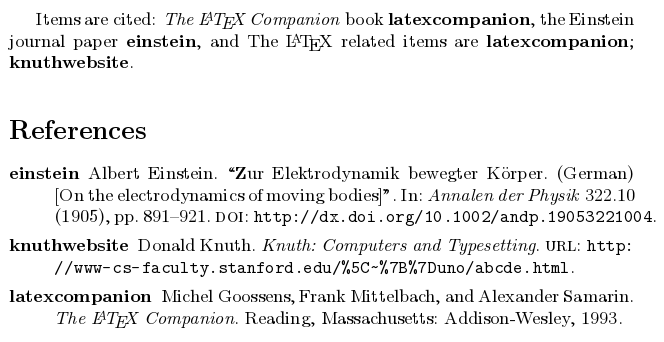 Items are cited: The LATEX Companion book latexcompanion, the Einstein
journal paper einstein, and The LATEX related items are latexcompanion;
knuthwebsite.
References
einstein Albert Einstein. “Zur Elektrodynamik bewegter Körper. (German)
[On the electrodynamics of moving bodies]”. In: Annalen der Physik 322.10
(1905), pp. 891–921. DOI: http://dx.doi.org/10.1002/andp.19053221004.
knuthwebsite Donald Knuth. Knuth: Computers and Typesetting. URL: http:
//www-cs-faculty.stanford.edu/%5C~%7B%7Duno/abcde.html.
latexcompanion Michel Goossens, Frank Mittelbach, and Alexander Samarin.
The LATEX Companion. Reading, Massachusetts: Addison-Wesley, 1993.